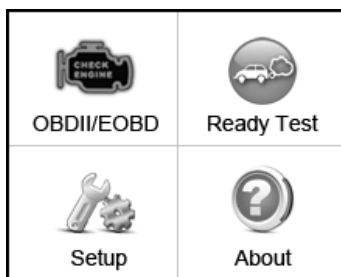 CHECK
ENGINE
OBDII/EOBD
Ready Test
Setup
About